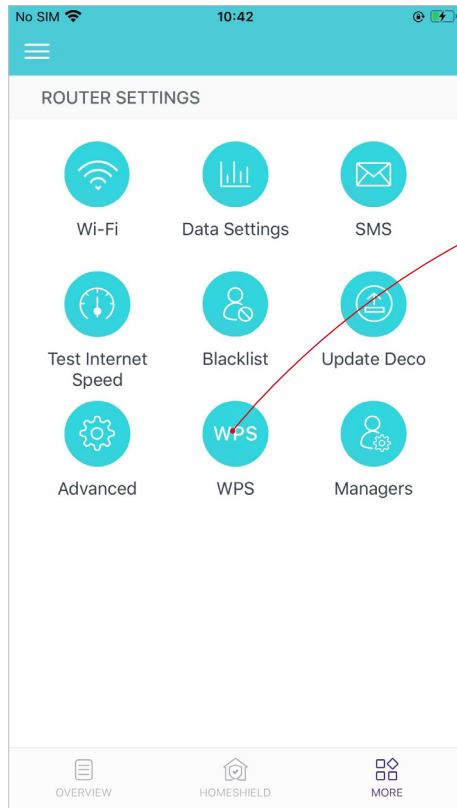 No SIM 10:42
ROUTER SETTINGS
Wi-Fi Data Settings SMS
Test Internet Speed Blacklist Update Deco
WPS
Advanced WPS Managers
OVERVIEW HOMESHIELD MORE